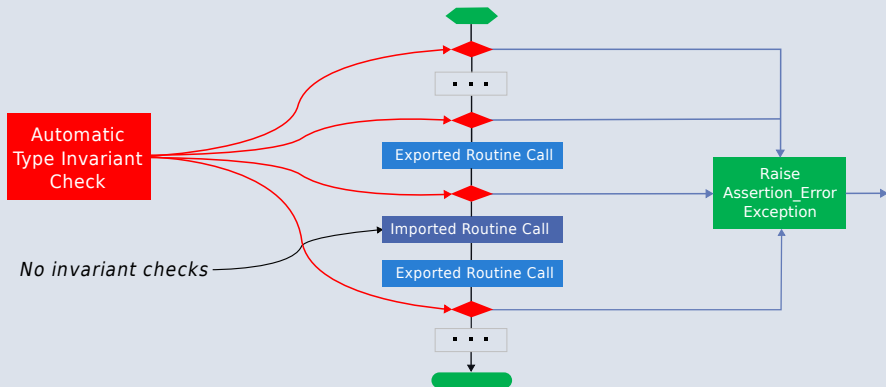 Automatic
Type Invariant
Check
No invariant checks
. . .
Exported Routine Call
Imported Routine Call
Exported Routine Call
. . .
Raise
Assertion_Error
Exception